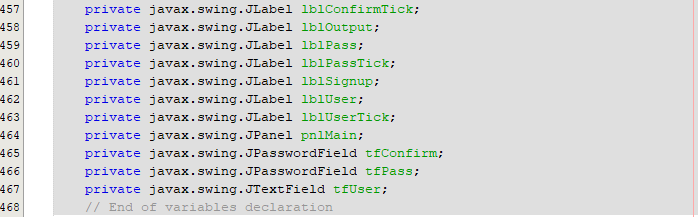 457 private javax.swing.JLabel lblConfirmTick;
458 private javax.swing.JLabel lblOutput;
459 private javax.swing.JLabel lblPass;
460 private javax.swing.JLabel lblPassTick;
461 private javax.swing.JLabel lblSignup;
462 private javax.swing.JLabel lblUser;
463 private javax.swing.JLabel lblUserTick;
464 private javax.swing.JPanel pnlMain;
465 private javax.swing.JPasswordField tfConfirm;
466 private javax.swing.JPasswordField tfPass;
467 private javax.swing.JTextField tfUser;
468 // End of variables declaration